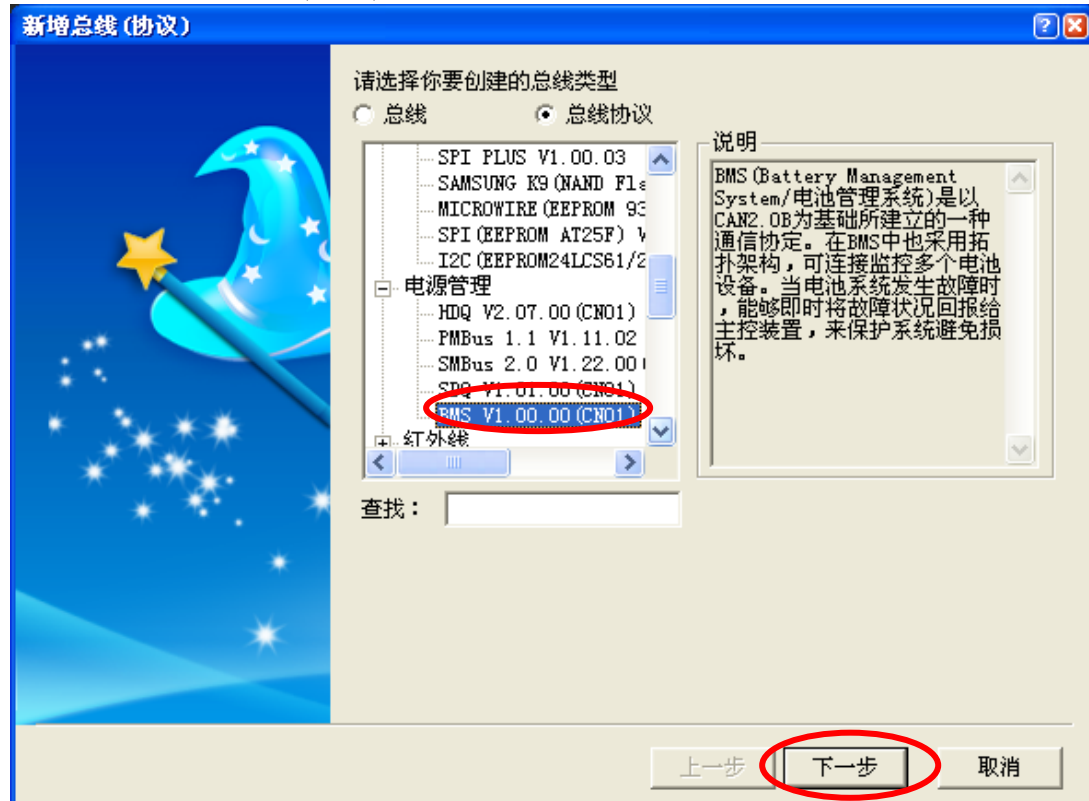 新增总线(协议)
请选择你要创建的总线类型
总线 总线协议
SPI PLUS V1.00.03
SAMSUNG K9(NAND Fla
MICROWIRE(EEPROM 93
SPI(EEPROM AT25F) V
I2C(EEPROM24LCS61/2
电源管理
HDQ V2.07.00(CN01)
PMBus 1.1 V1.11.02
SMBus 2.0 V1.22.00(
SDQ V1.01.00(CN01)
BMS V1.00.00(CN01)
红外线
说明
BMS(Battery Management
System/电池管理系统)是以
CAN2.0B为基础所建立的一种
通信协定。在BMS中也采用拓
扑架构，可连接监控多个电池
设备。当电池系统发生故障时
，能够即时将故障状况回报给
主控装置，来保护系统避免损
坏。
查找：
上一步 下一步 取消